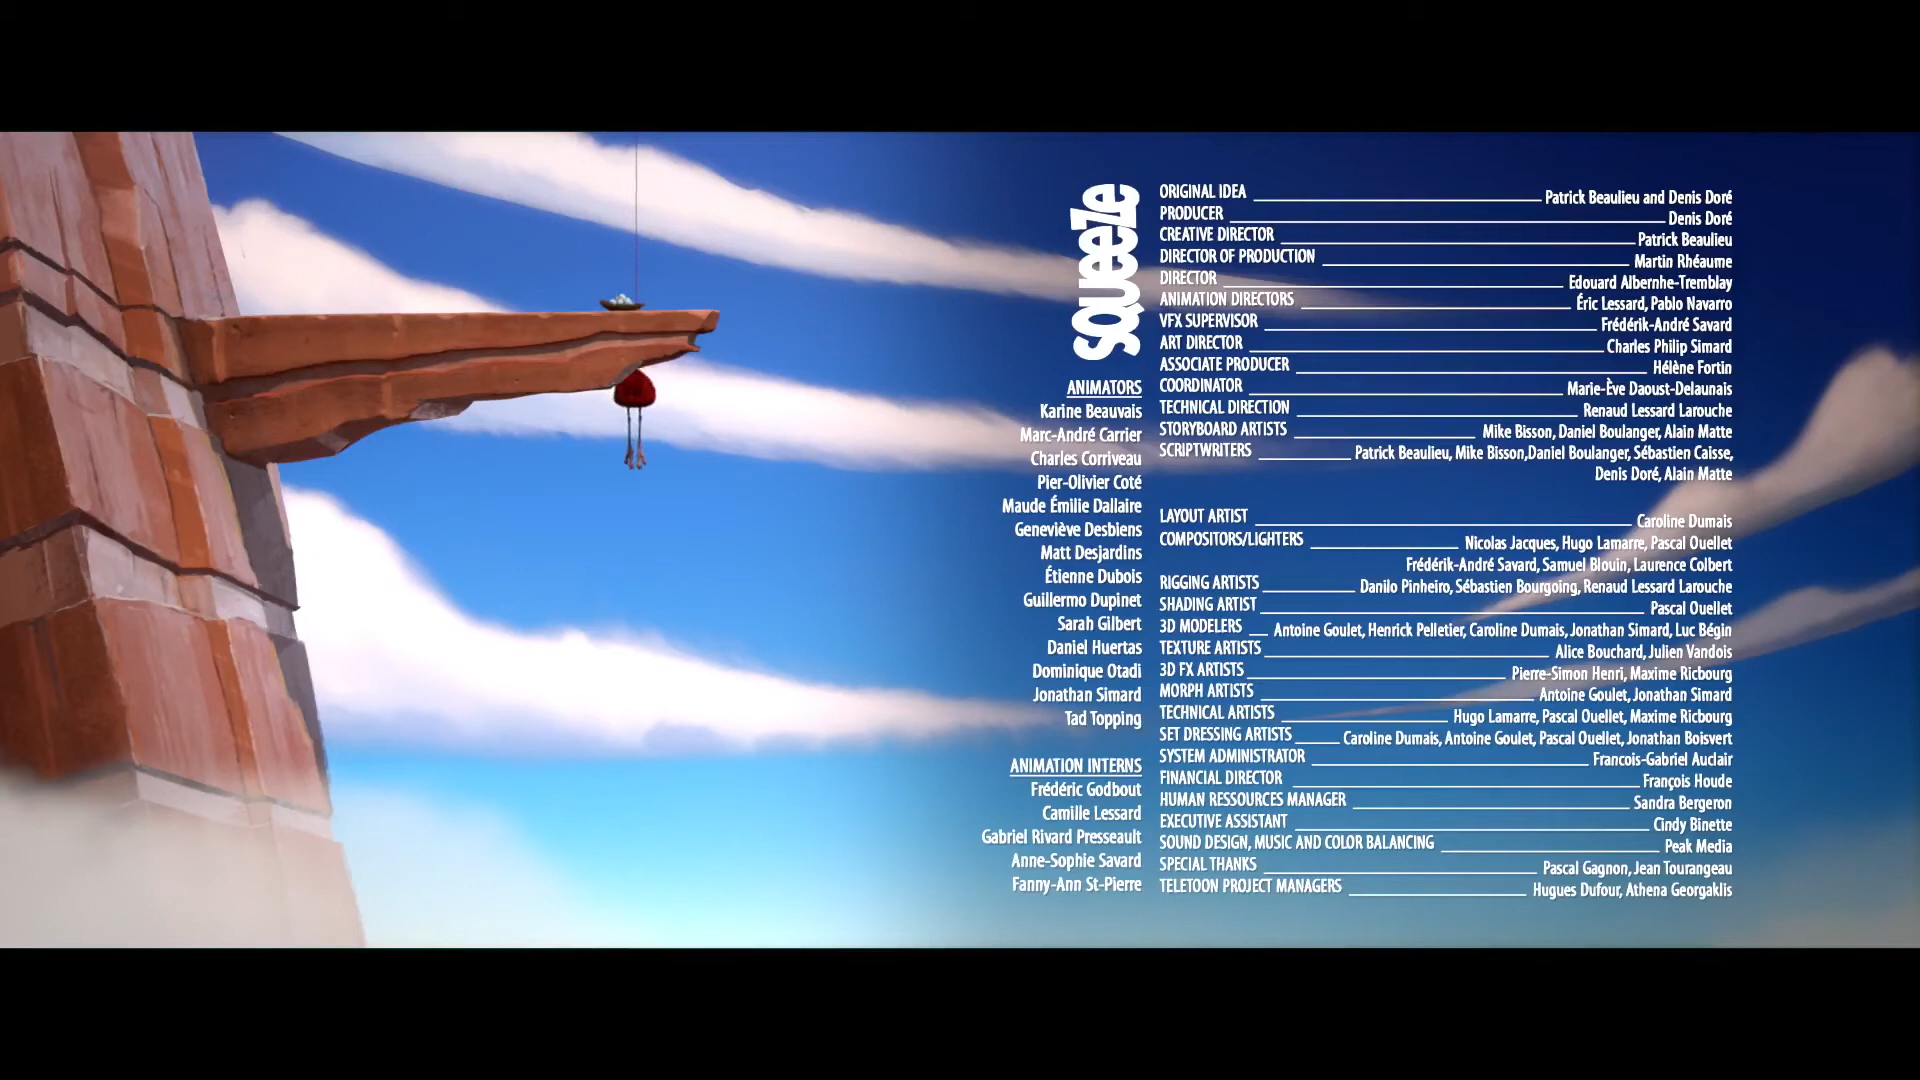 squeeze
ANIMATORS
Karine Beauvais
Marc-André Carrier
Charles Corriveau
Pier-Olivier Coté
Maude Émilie Dallaire
Geneviève Desbiens
Matt Desjardins
Étienne Dubois
Guillermo Dupinet
Sarah Gilbert
Daniel Huertas
Dominique Otadi
Jonathan Simard
Tad Topping
ANIMATION INTERNS
Frédéric Godbout
Camille Lessard
Gabriel Rivard Presseault
Anne-Sophie Savard
Fanny-Ann St-Pierre
ORIGINAL IDEA Patrick Beaulieu and Denis Doré
PRODUCER Denis Doré
CREATIVE DIRECTOR Patrick Beaulieu
DIRECTOR OF PRODUCTION Martin Rhéaume
DIRECTOR Edouard Albernhe-Tremblay
ANIMATION DIRECTORS Éric Lessard, Pablo Navarro
VFX SUPERVISOR Frédérik-André Savard
ART DIRECTOR Charles Philip Simard
ASSOCIATE PRODUCER Hélène Fortin
COORDINATOR Marie-Ève Daoust-Delaunais
TECHNICAL DIRECTION Renaud Lessard Larouche
STORYBOARD ARTISTS Mike Bisson, Daniel Boulanger, Alain Matte
SCRIPTWRITERS Patrick Beaulieu, Mike Bisson,Daniel Boulanger, Sébastien Caisse,
Denis Doré, Alain Matte
LAYOUT ARTIST Caroline Dumais
COMPOSITORS/LIGHTERS Nicolas Jacques, Hugo Lamarre, Pascal Ouellet
Frédérik-André Savard, Samuel Blouin, Laurence Colbert
RIGGING ARTISTS Danilo Pinheiro, Sébastien Bourgoing, Renaud Lessard Larouche
SHADING ARTIST Pascal Ouellet
3D MODELERS Antoine Goulet, Henrick Pelletier, Caroline Dumais, Jonathan Simard, Luc Bégin
TEXTURE ARTISTS Alice Bouchard, Julien Vandois
3D FX ARTISTS Pierre-Simon Henri, Maxime Ricbourg
MORPH ARTISTS Antoine Goulet, Jonathan Simard
TECHNICAL ARTISTS Hugo Lamarre, Pascal Ouellet, Maxime Ricbourg
SET DRESSING ARTISTS Caroline Dumais, Antoine Goulet, Pascal Ouellet, Jonathan Boisvert
SYSTEM ADMINISTRATOR Francois-Gabriel Auclair
FINANCIAL DIRECTOR François Houde
HUMAN RESSOURCES MANAGER Sandra Bergeron
EXECUTIVE ASSISTANT Cindy Binette
SOUND DESIGN, MUSIC AND COLOR BALANCING Peak Media
SPECIAL THANKS Pascal Gagnon, Jean Tourangeau
TELETOON PROJECT MANAGERS Hugues Dufour, Athena Georgaklis